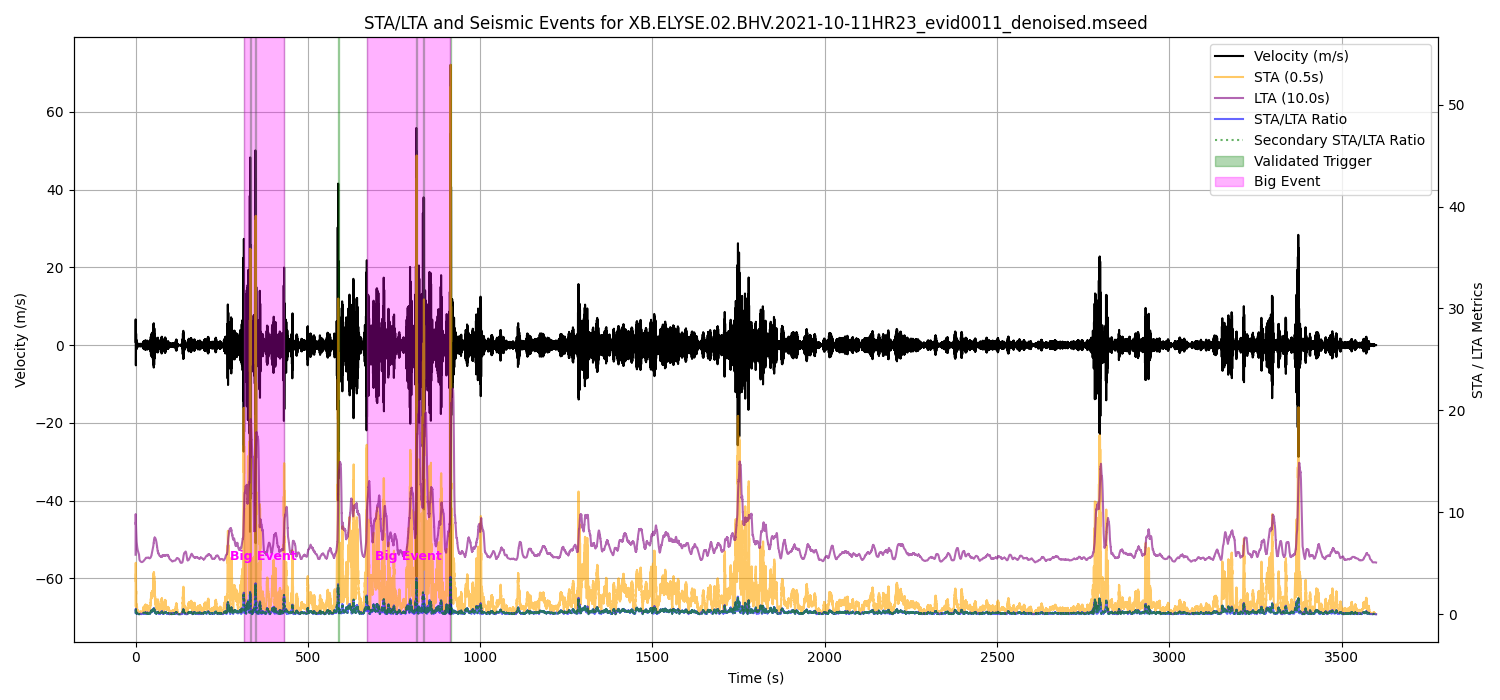 STA/LTA and Seismic Events for XB.ELYSE.02.BHV.2021-10-11HR23_evid0011_denoised.mseed
Velocity (m/s)
STA (0.5s)
LTA (10.0s)
STA/LTA Ratio
Secondary STA/LTA Ratio
Validated Trigger
Big Event
60
40
20
0
−20
−40
−60
Velocity (m/s)
50
40
30
20
10
0
STA / LTA Metrics
Big Event
Big Event
0
500
1000
1500
2000
2500
3000
3500
Time (s)